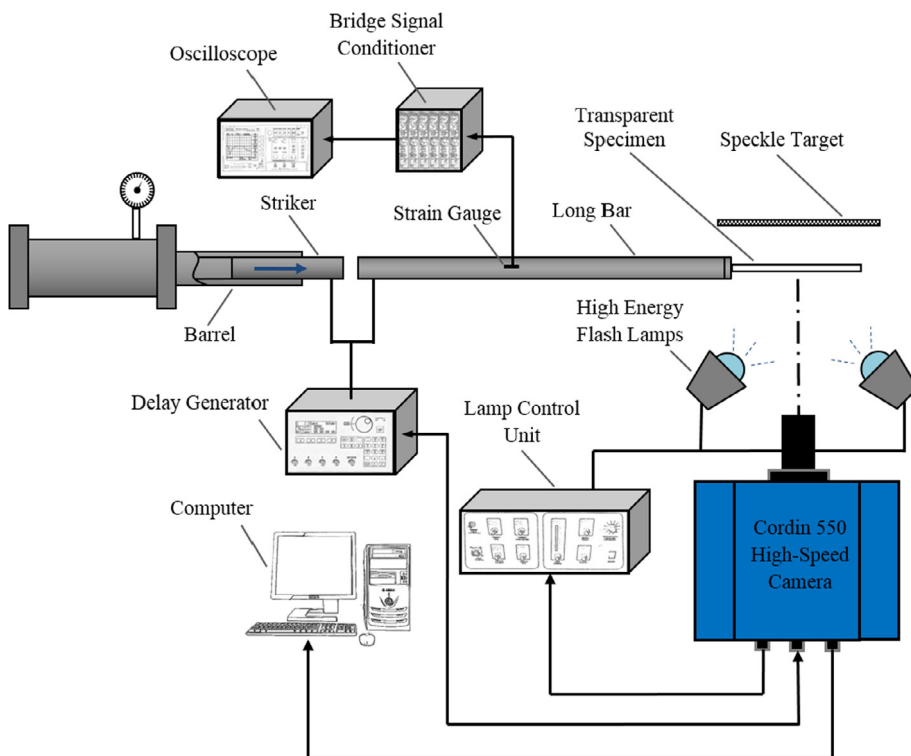 Bridge Signal
Conditioner
Oscilloscope
Transparent
Specimen
Speckle Target
Striker
Strain Gauge
Long Bar
Barrel
High Energy
Flash Lamps
Delay Generator
Lamp Control
Unit
Computer
Cordin 550
High-Speed
Camera